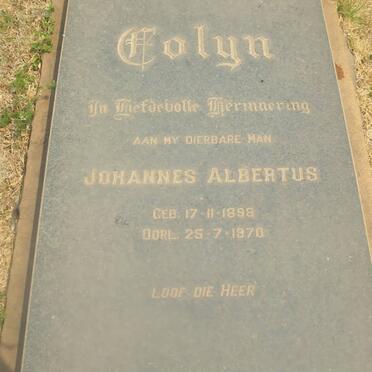 Colyn
In Liefdevolle Herinnering
AAN MY DIERBARE MAN
JOHANNES ALBERTUS
GEB. 17-11-1898
OORL. 25-7-1970
LOOF DIE HEER